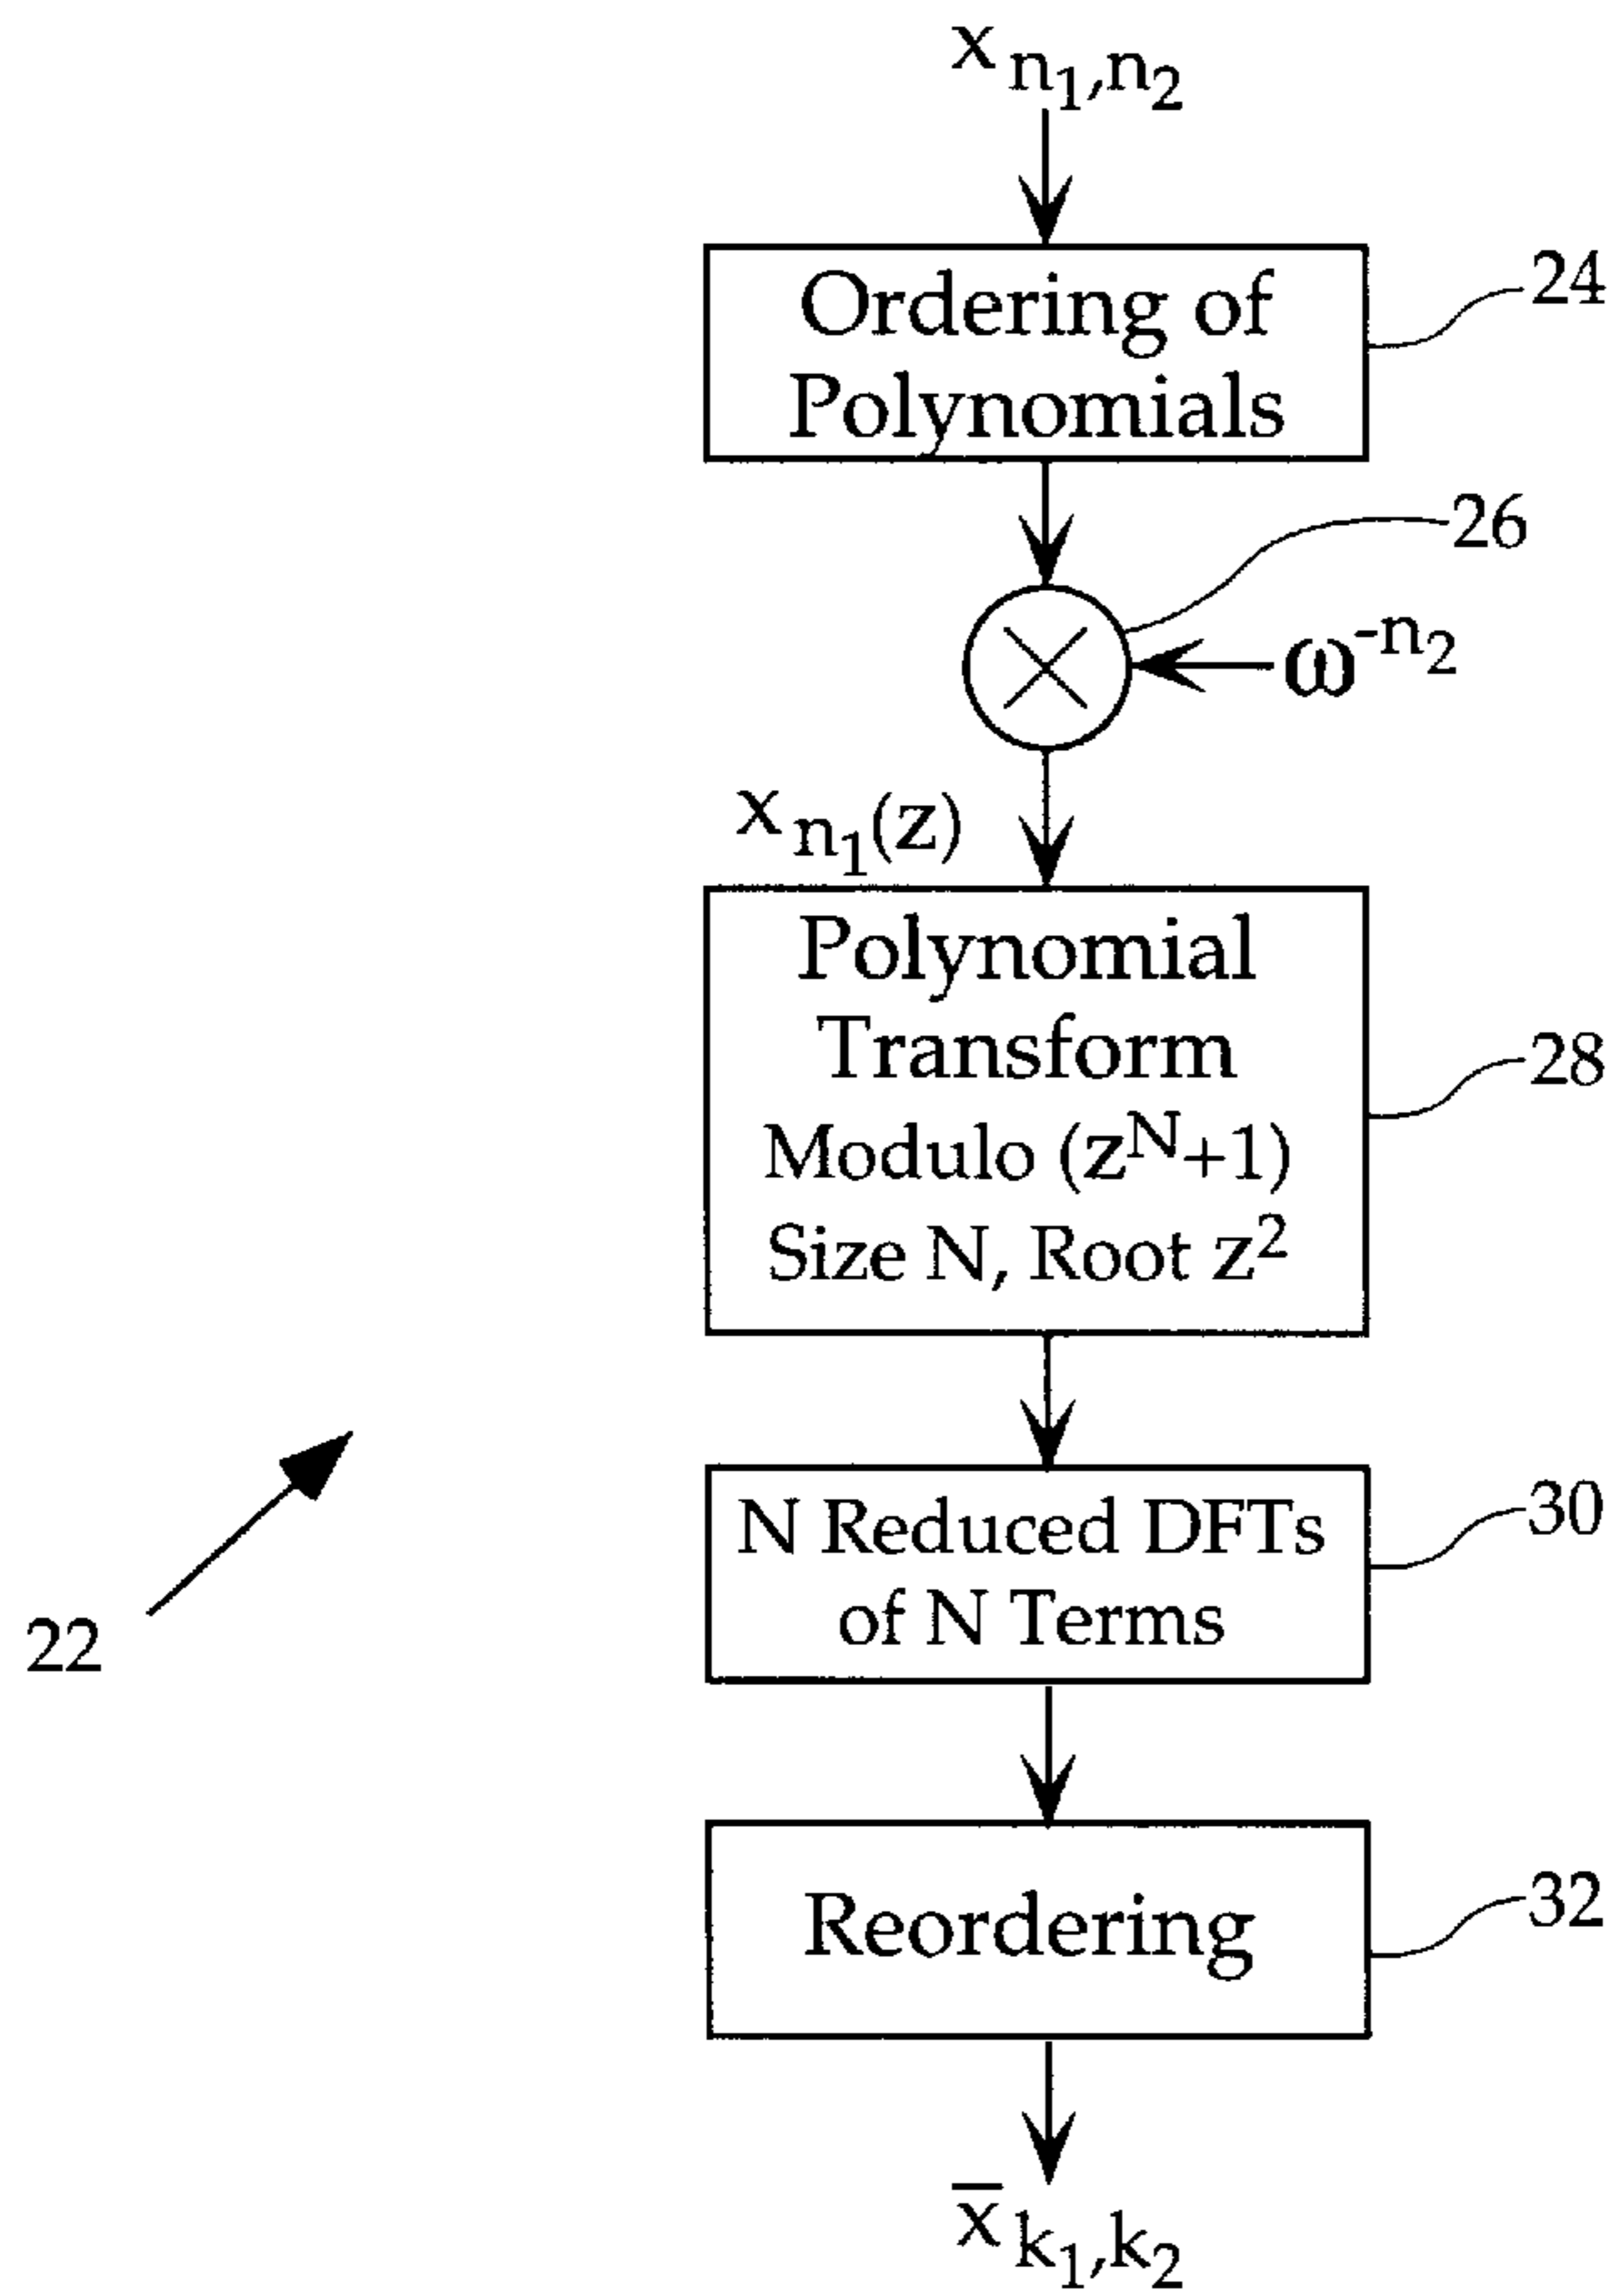 x n₁,n₂
Ordering of
Polynomials
24
26
ω⁻ⁿ₂
x n₁(z)
Polynomial
Transform
Modulo (zᴺ+1)
Size N, Root z²
28
N Reduced DFTs
of N Terms
30
22
Reordering
32
x̄ k₁,k₂